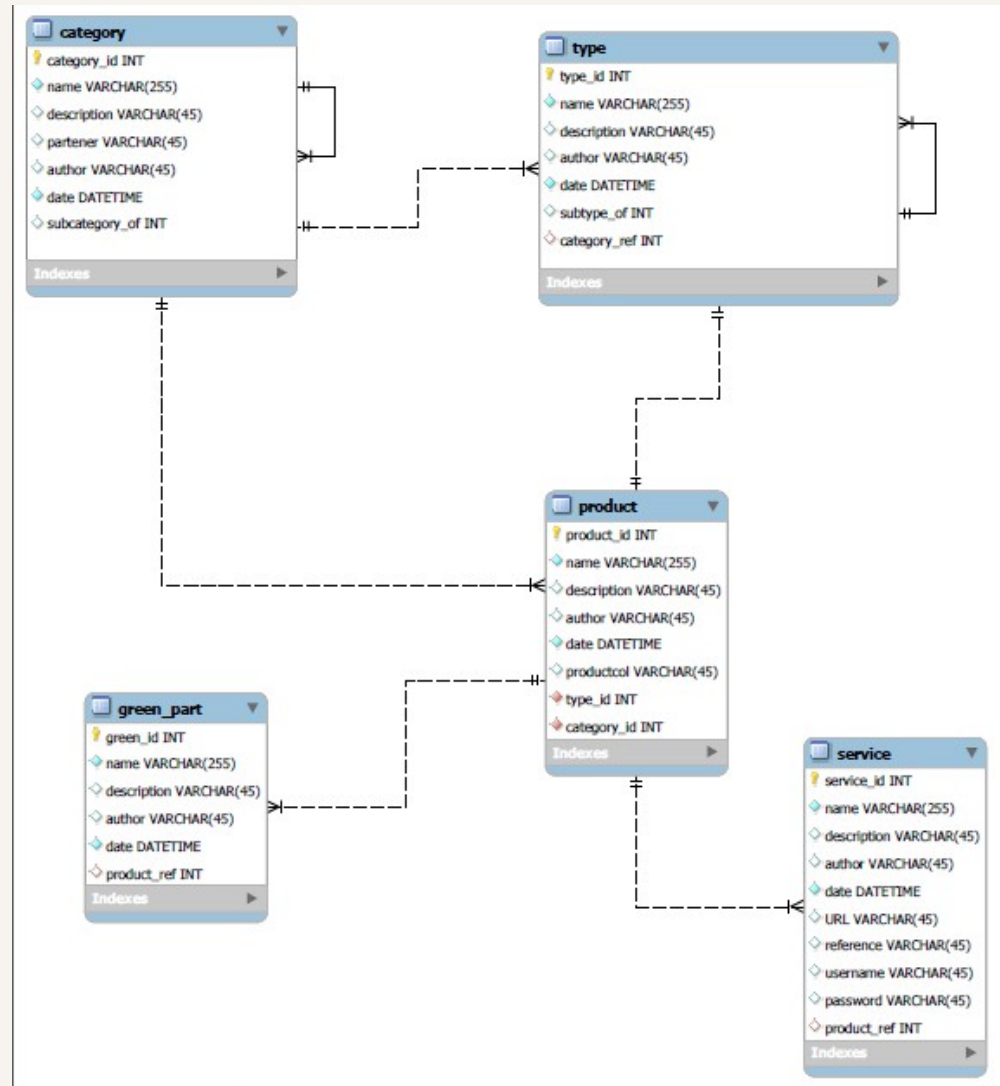 category
category_id INT
name VARCHAR(255)
description VARCHAR(45)
partener VARCHAR(45)
author VARCHAR(45)
date DATETIME
subcategory_of INT
Indexes
type
type_id INT
name VARCHAR(255)
description VARCHAR(45)
author VARCHAR(45)
date DATETIME
subtype_of INT
category_ref INT
Indexes
product
product_id INT
name VARCHAR(255)
description VARCHAR(45)
author VARCHAR(45)
date DATETIME
productcol VARCHAR(45)
type_id INT
category_id INT
Indexes
green_part
green_id INT
name VARCHAR(255)
description VARCHAR(45)
author VARCHAR(45)
date DATETIME
product_ref INT
Indexes
service
service_id INT
name VARCHAR(255)
description VARCHAR(45)
author VARCHAR(45)
date DATETIME
URL VARCHAR(45)
reference VARCHAR(45)
username VARCHAR(45)
password VARCHAR(45)
product_ref INT
Indexes